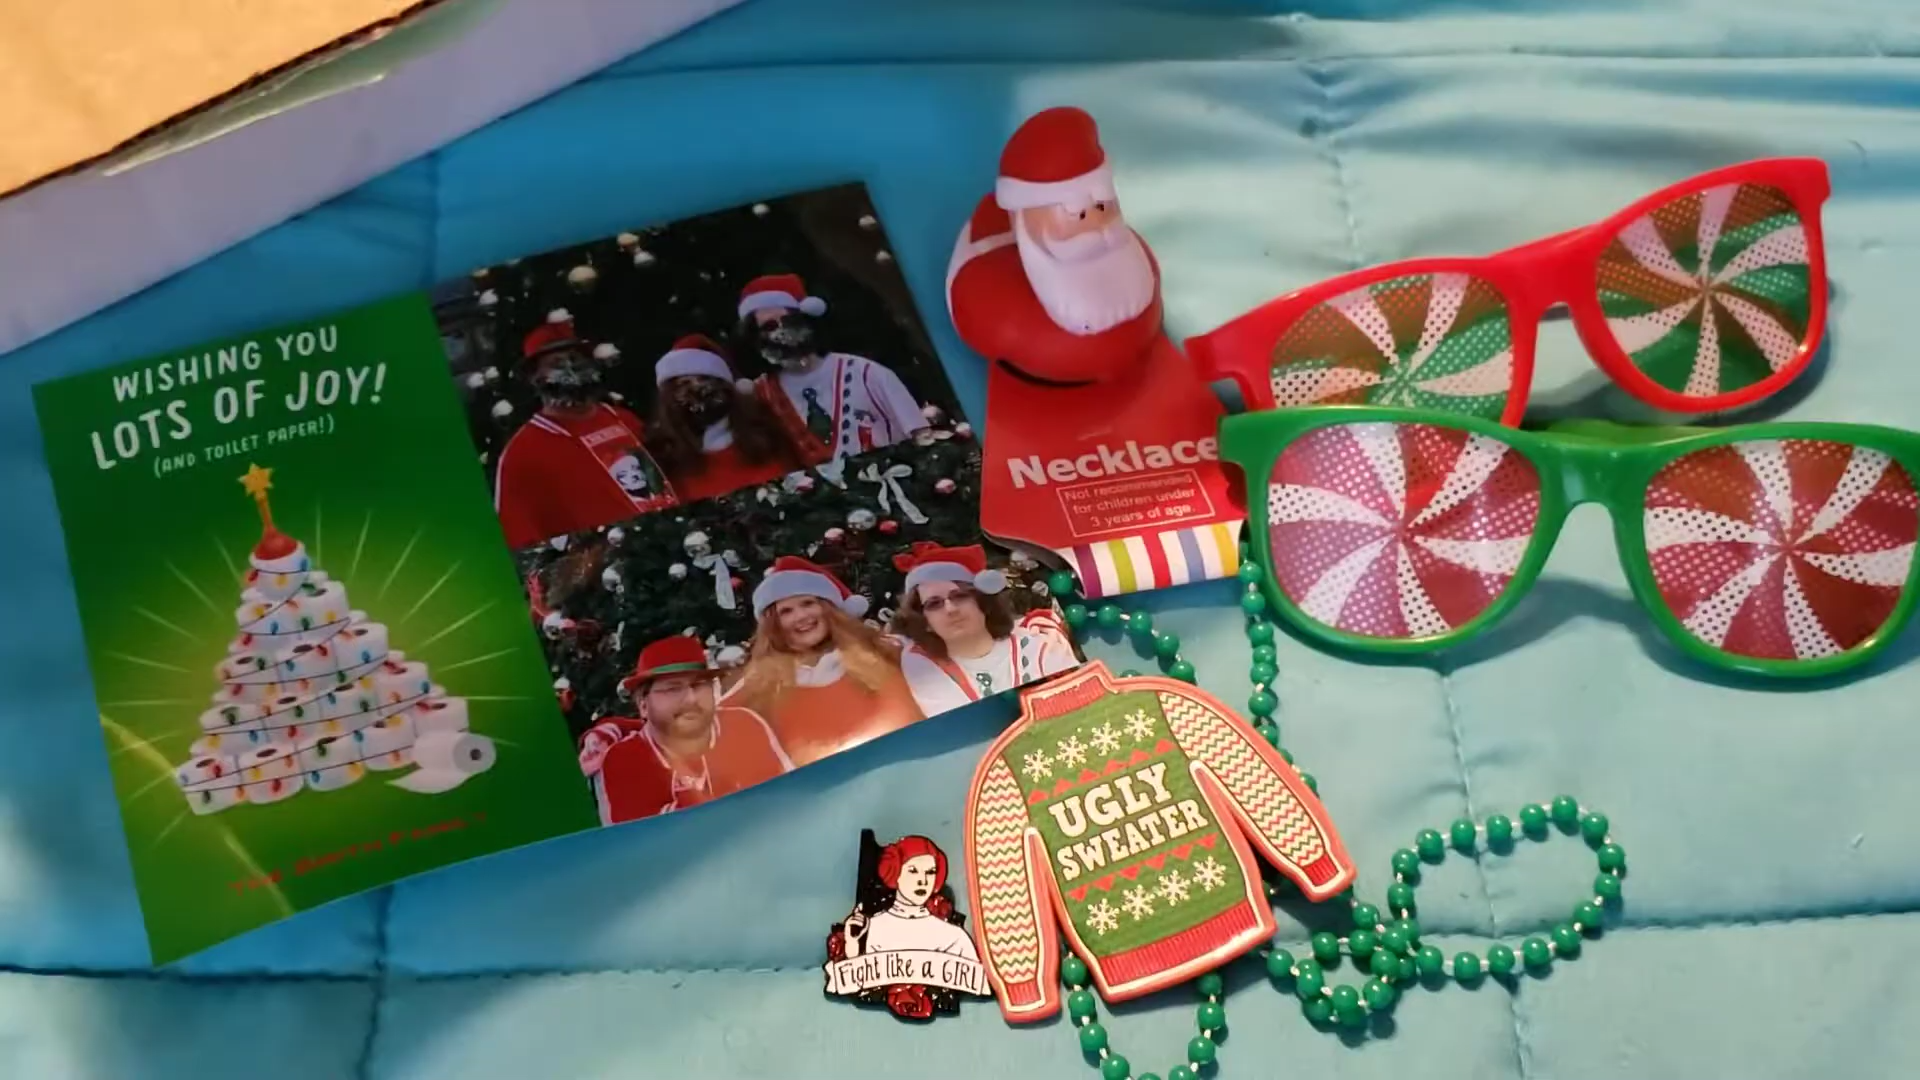 WISHING YOU
LOTS OF JOY!
(AND TOILET PAPER!)
Necklace
Not recommended
for children under
3 years of age.
UGLY
SWEATER
Fight like a GIRL